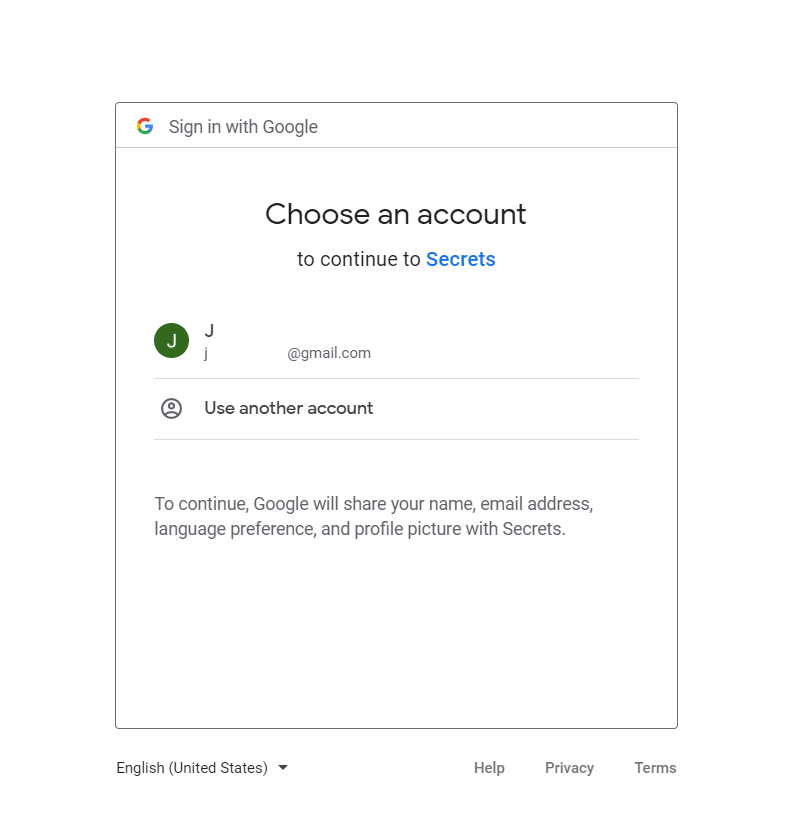 Sign in with Google
Choose an account
to continue to Secrets
J
J
j @gmail.com
Use another account
To continue, Google will share your name, email address,
language preference, and profile picture with Secrets.
English (United States) Help Privacy Terms